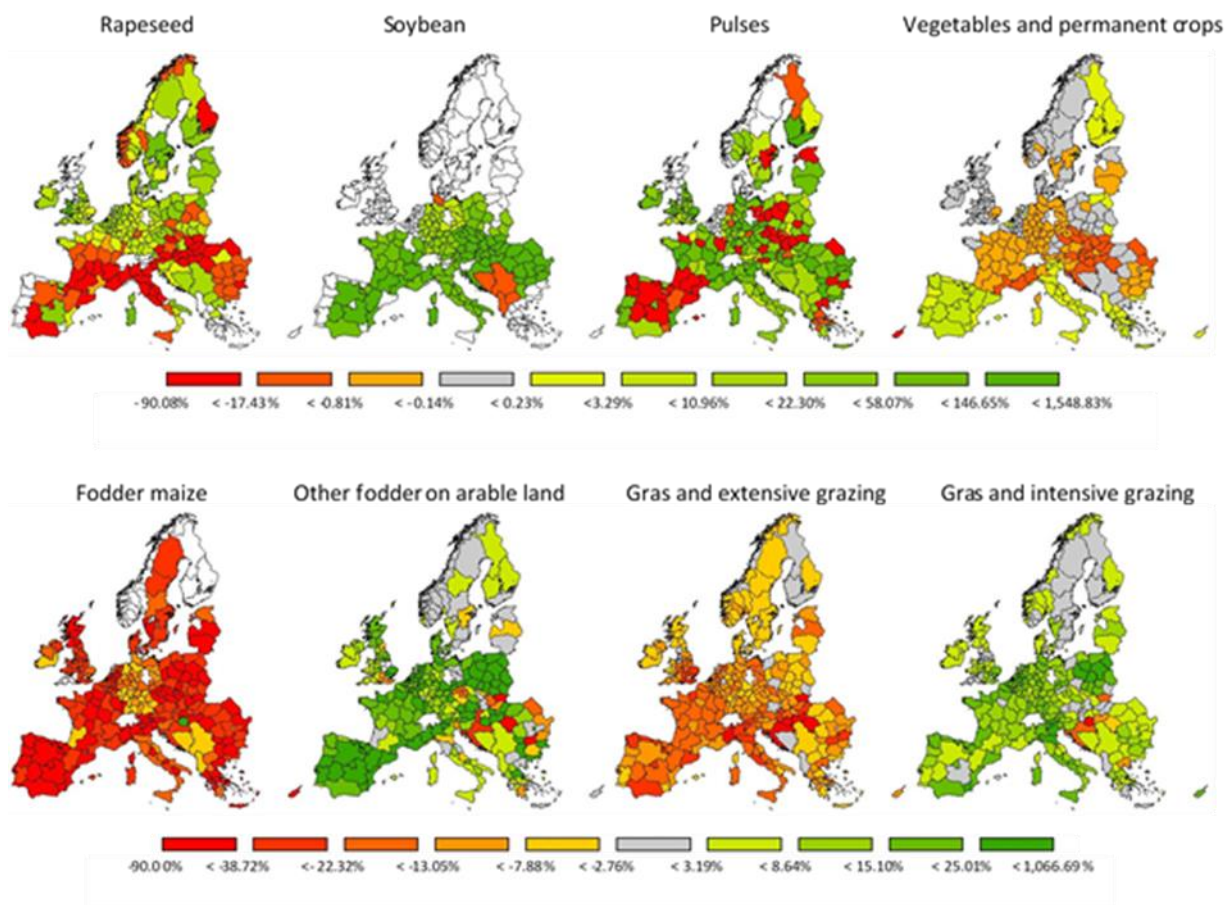 Rapeseed Soybean Pulses Vegetables and permanent crops
-90.08% < -17.43% < -0.81% < -0.14% < 0.23% <3.29% < 10.96% < 22.30% < 58.07% < 146.65% < 1,548.83%
Fodder maize Other fodder on arable land Gras and extensive grazing Gras and intensive grazing
-90.00% < -38.72% < -22.32% < -13.05% < -7.88% < -2.76% < 3.19% < 8.64% < 15.10% < 25.01% <1,066.69%